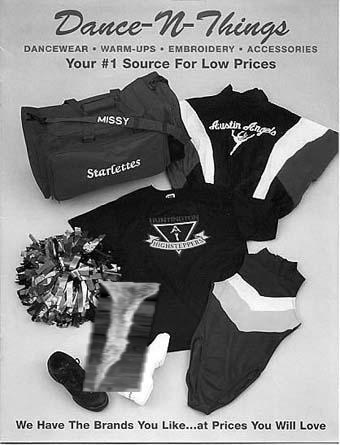 Dance-N-Things
DANCEWEAR • WARM-UPS • EMBROIDERY • ACCESSORIES
Your #1 Source For Low Prices
MISSY
Starlettes
Austin Angels
HUNTINGTON
A1
HIGHSTEPPERS
We Have The Brands You Like...at Prices You Will Love